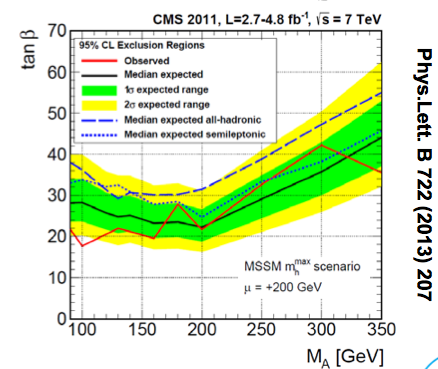 CMS 2011, L=2.7-4.8 fb⁻¹, √s = 7 TeV
tan β
70
60
50
40
30
20
10
0
95% CL Exclusion Regions
Observed
Median expected
1σ expected range
2σ expected range
Median expected all-hadronic
Median expected semileptonic
MSSM m_h^max scenario
μ = +200 GeV
100
150
200
250
300
350
M_A [GeV]
Phys.Lett. B 722 (2013) 207